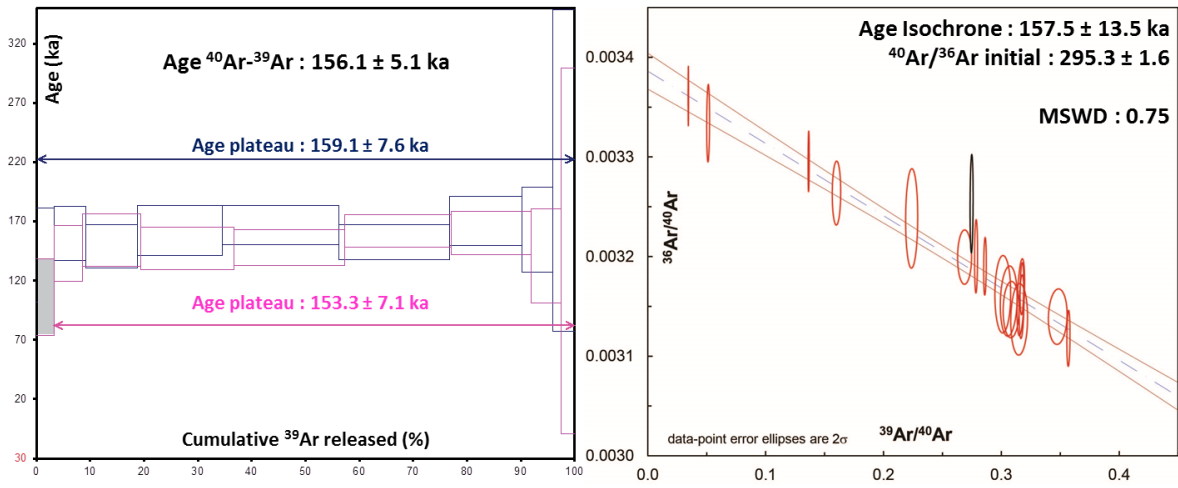 Age (ka)
320
270
220
170
120
70
20
30
Age ⁴⁰Ar-³⁹Ar : 156.1 ± 5.1 ka
Age plateau : 159.1 ± 7.6 ka
Age plateau : 153.3 ± 7.1 ka
Cumulative ³⁹Ar released (%)
0 10 20 30 40 50 60 70 80 90 100
Age Isochrone : 157.5 ± 13.5 ka
⁴⁰Ar/³⁶Ar initial : 295.3 ± 1.6
MSWD : 0.75
0.0034
0.0033
0.0032
0.0031
0.0030
³⁶Ar/⁴⁰Ar
data-point error ellipses are 2σ
³⁹Ar/⁴⁰Ar
0.0 0.1 0.2 0.3 0.4